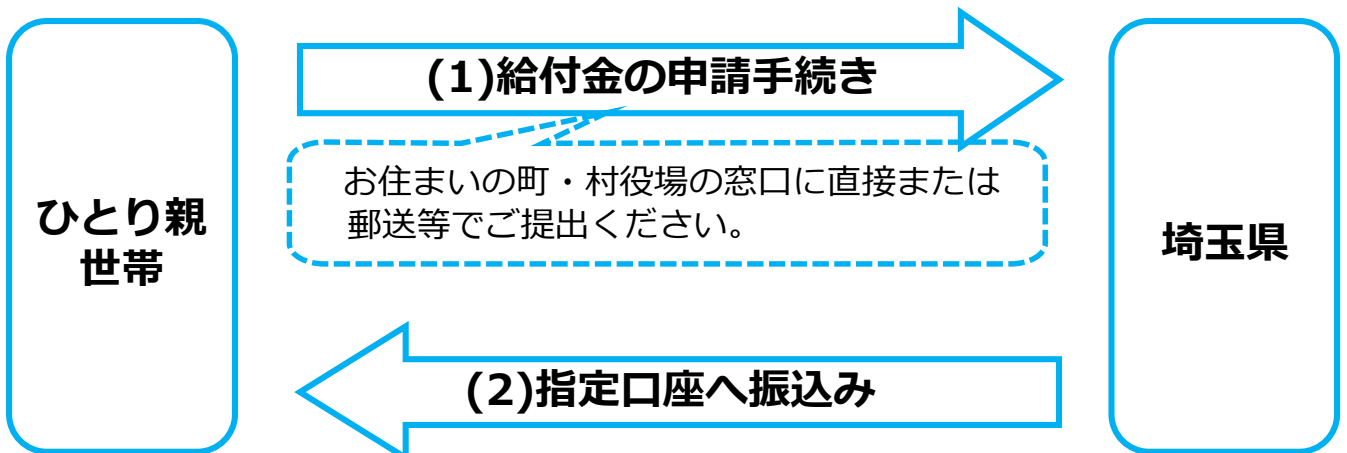 ひとり親
世帯
(1)給付金の申請手続き
お住まいの町・村役場の窓口に直接または
郵送等でご提出ください。
(2)指定口座へ振込み
埼玉県